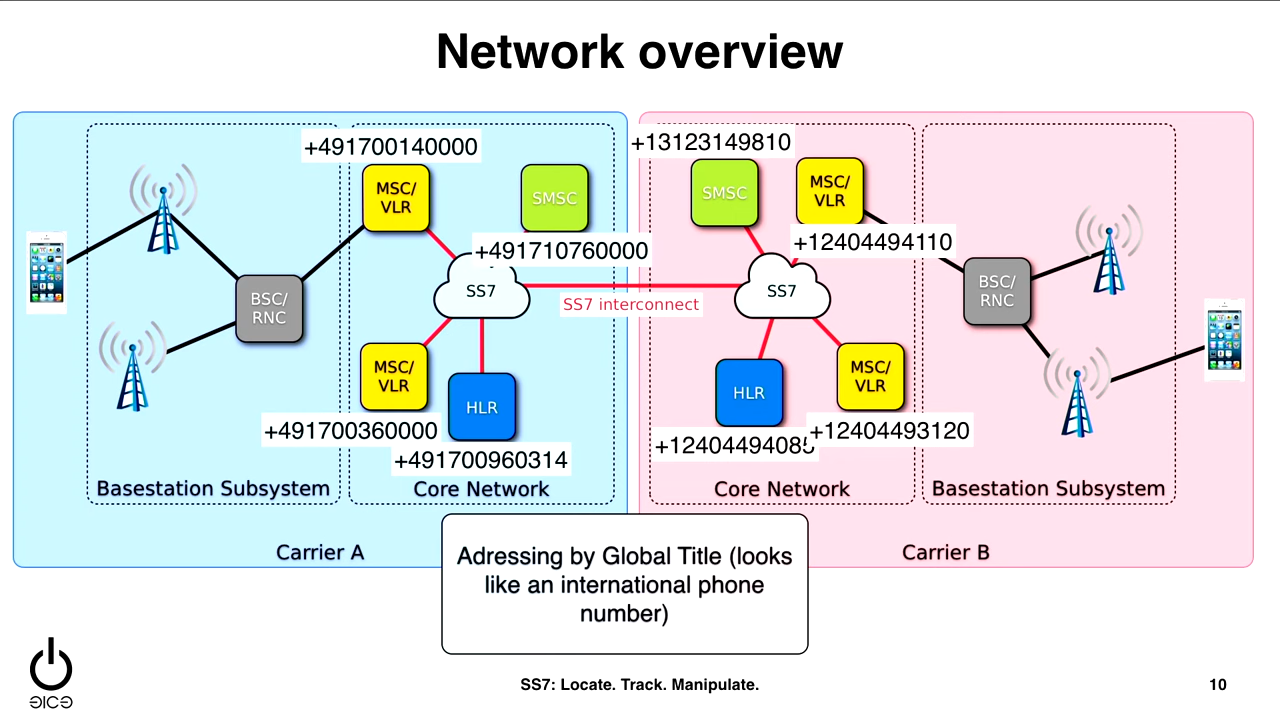 Network overview
+491700140000
MSC/
VLR
SMSC
+491710760000
SS7
BSC/
RNC
MSC/
VLR
+491700360000
HLR
+491700960314
Basestation Subsystem
Core Network
Carrier A
SS7 interconnect
+13123149810
SMSC
MSC/
VLR
+12404494110
SS7
BSC/
RNC
HLR
MSC/
VLR
+12404493120
Core Network
Basestation Subsystem
Carrier B
Adressing by Global Title (looks
like an international phone
number)
SS7: Locate. Track. Manipulate.
10